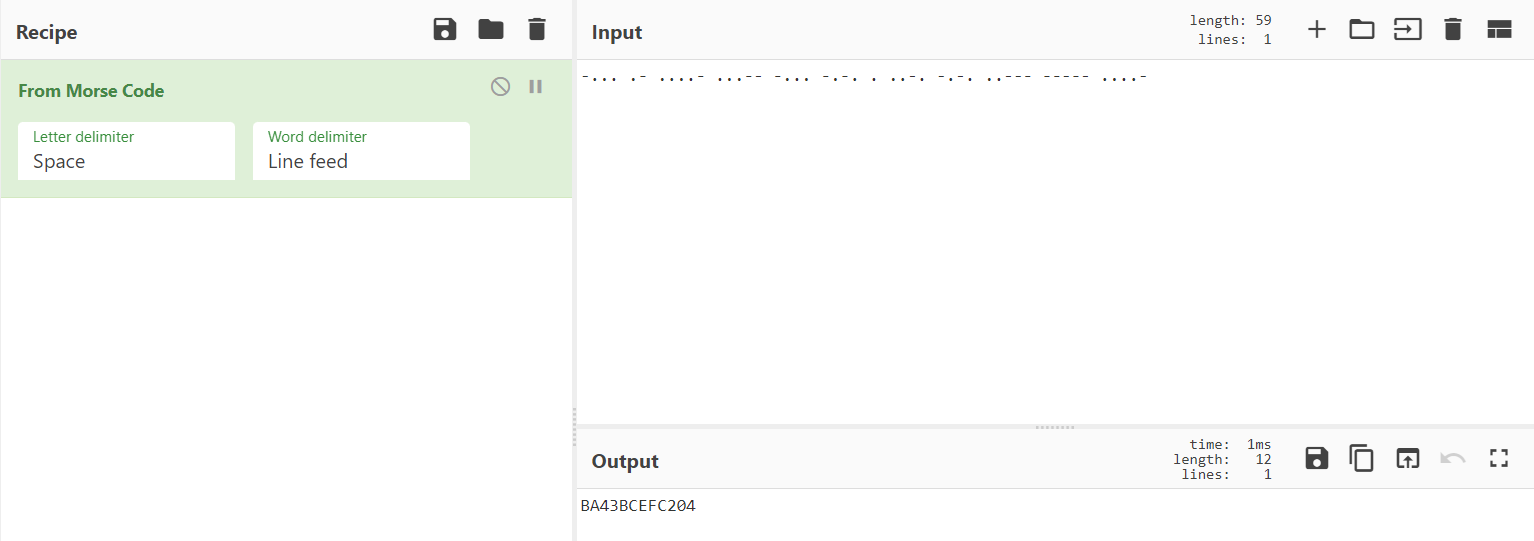 Recipe
From Morse Code
Letter delimiter
Space
Word delimiter
Line feed
Input
length: 59
lines: 1
-... .- ....- ...-- -... -.-. . ..-. -.-. ..--- ----- ....-
Output
time: 1ms
length: 12
lines: 1
BA43BCEFC204